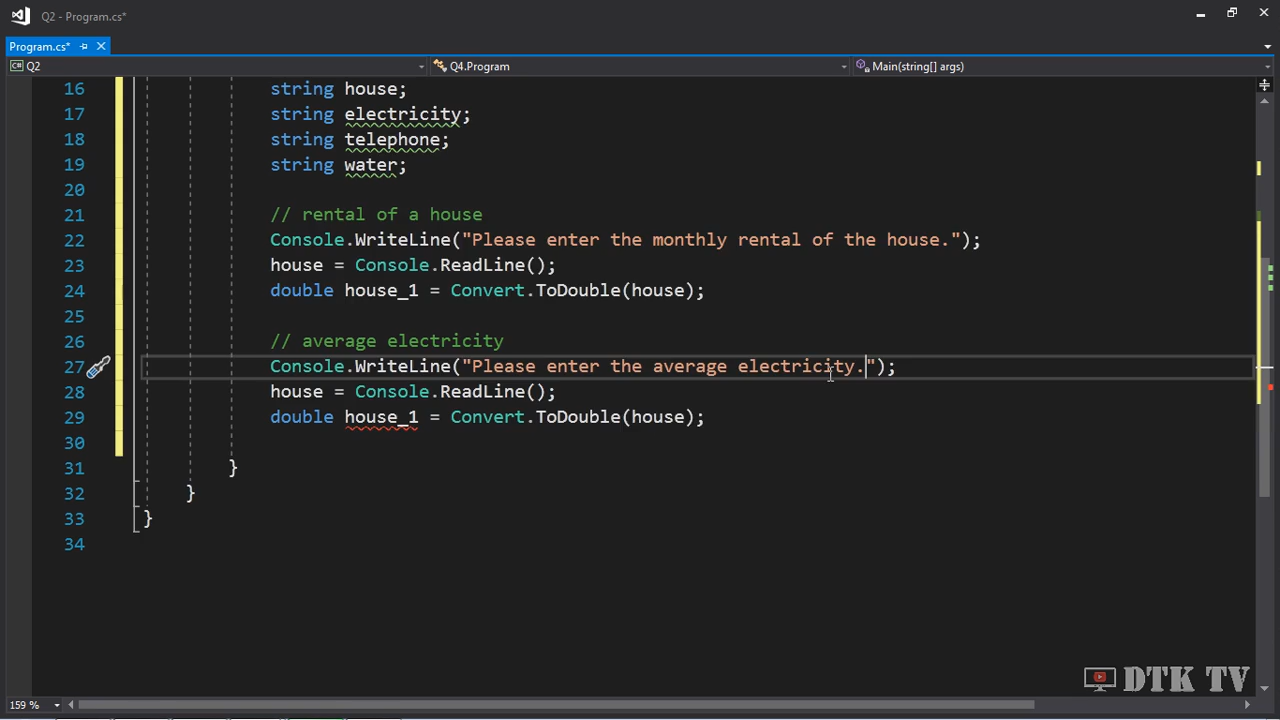 Q2 - Program.cs*
Program.cs*
Q2
Q4.Program
Main(string[] args)
16 string house;
17 string electricity;
18 string telephone;
19 string water;
20
21 // rental of a house
22 Console.WriteLine("Please enter the monthly rental of the house.");
23 house = Console.ReadLine();
24 double house_1 = Convert.ToDouble(house);
25
26 // average electricity
27 Console.WriteLine("Please enter the average electricity.");
28 house = Console.ReadLine();
29 double house_1 = Convert.ToDouble(house);
30
31 }
32 }
33 }
34
DTK TV
159 %